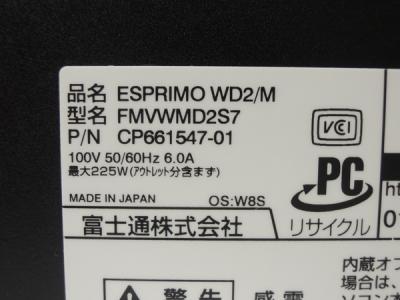 品名 ESPRIMO WD2/M
型名 FMVWMD2S7
P/N CP661547-01
100V 50/60Hz 6.0A
最大225W(アウトレット分含まず)
MADE IN JAPAN OS:W8S
富士通株式会社
VCI
PC
リサイクル
警告 感電
内蔵オプ
場合は、